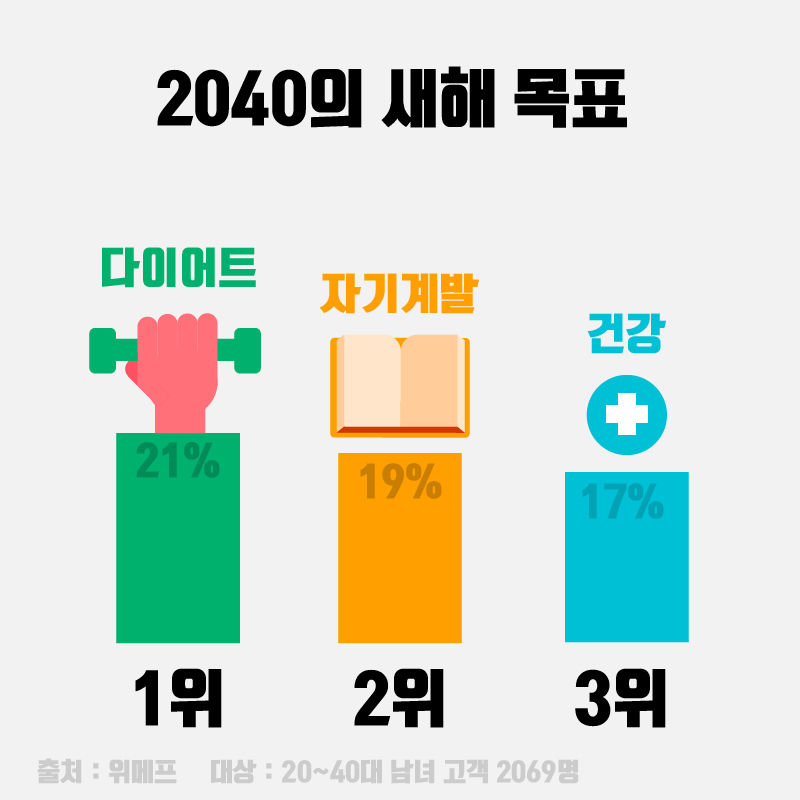 2040의 새해 목표
다이어트
자기계발
건강
21%
19%
17%
1위 2위 3위
출처 : 위메프 대상 : 20~40대 남녀 고객 2069명